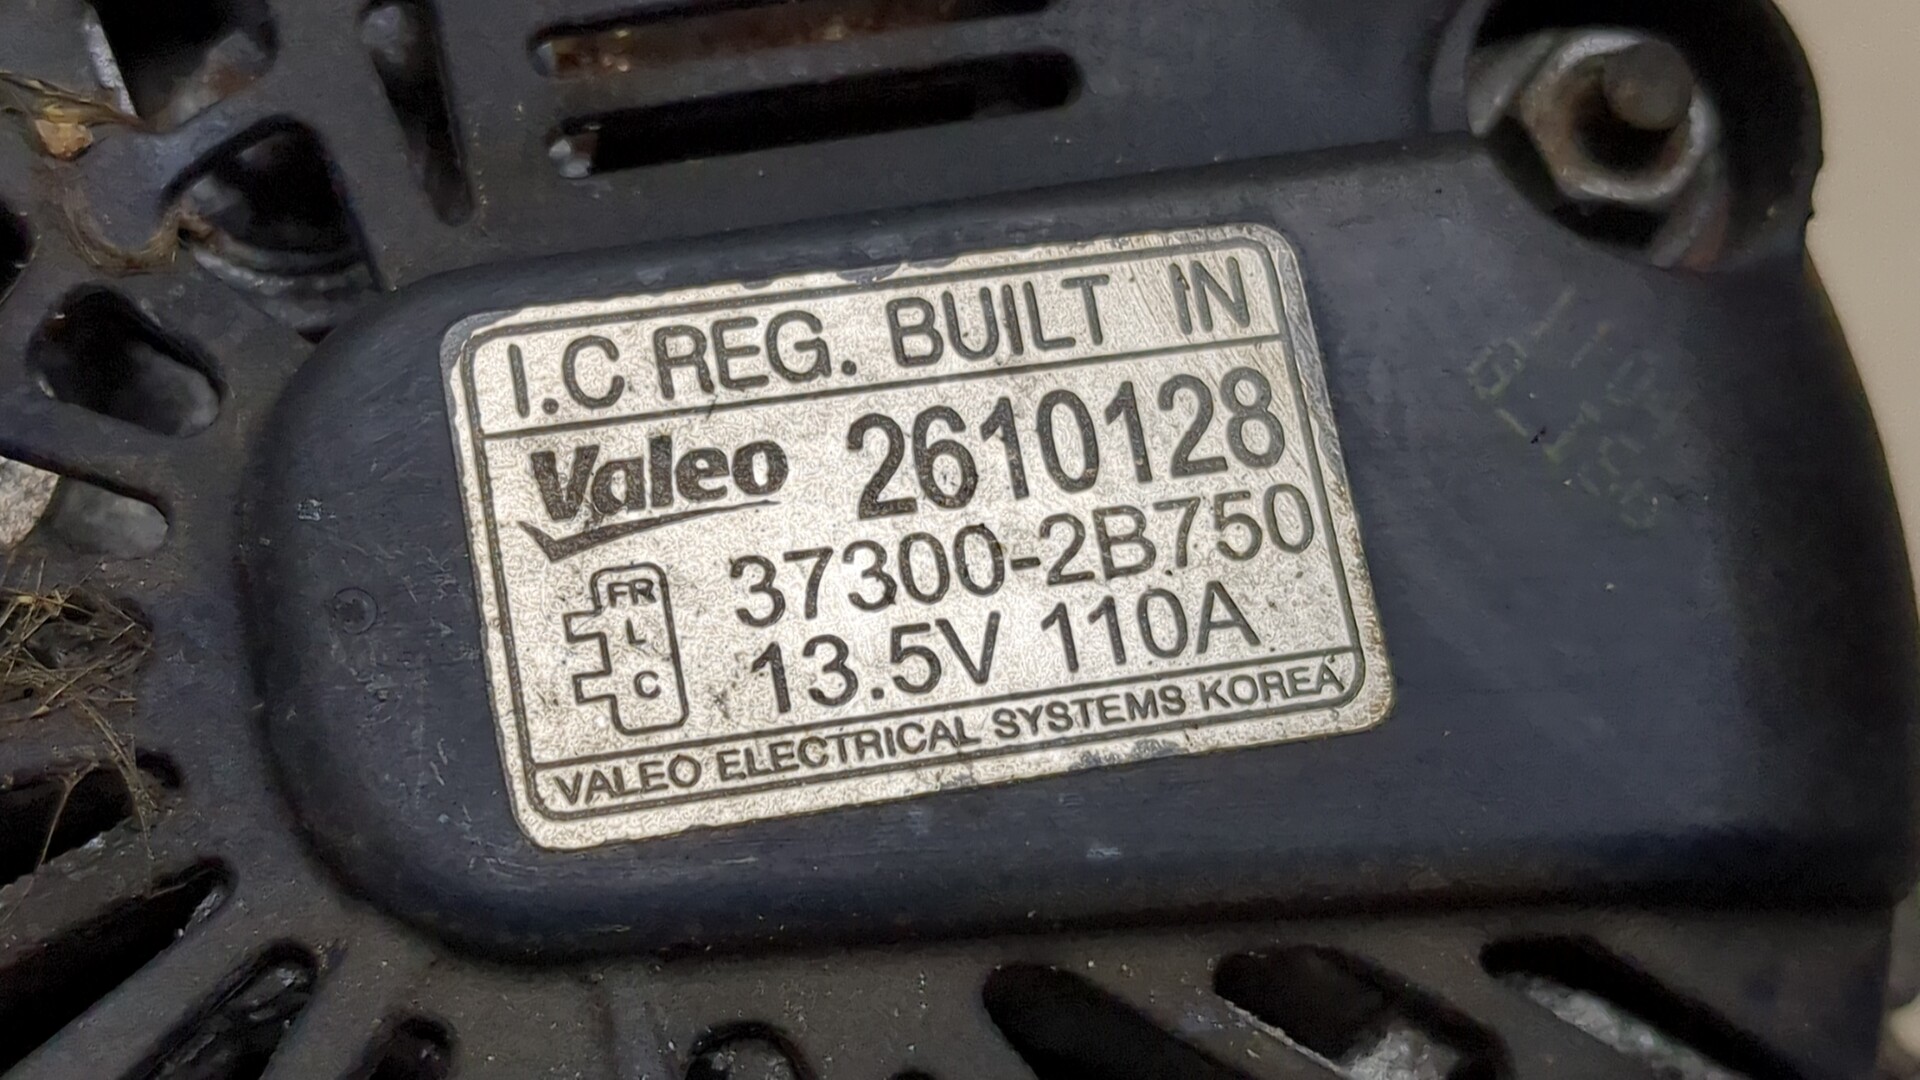 I.C REG. BUILT IN
Valeo 2610128
37300-2B750
13.5V 110A
FR
L
C
VALEO ELECTRICAL SYSTEMS KOREA